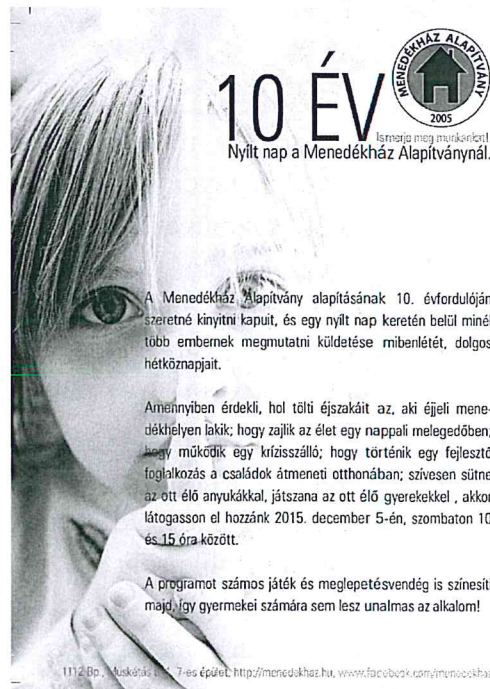 MENEDÉKHÁZ ALAPÍTVÁNY
2005
10 ÉV
Ismerje meg munkánkat!
Nyílt nap a Menedékház Alapítványnál.
A Menedékház Alapítvány alapításának 10. évfordulóján
szeretné kinyitni kapuit, és egy nyílt nap keretén belül minél
több embernek megmutatni küldetése mibenlétét, dolgos
hétköznapjait.
Amennyiben érdekli, hol tölti éjszakáit az, aki éjjeli mene-
dékhelyen lakik; hogy zajlik az élet egy nappali melegedőben;
hogy működik egy krízisszálló; hogy történik egy fejlesztő
foglalkozás a családok átmeneti otthonában; szívesen sütne
az ott élő anyukákkal, játszana az ott élő gyerekekkel , akkor
látogasson el hozzánk 2015. december 5-én, szombaton 10
és 15 óra között.
A programot számos játék és meglepetésvendég is színesíti
majd, így gyermekei számára sem lesz unalmas az alkalom!
1112 Bp., Muskétás u. 7-es épület, http://menedekhaz.hu, www.facebook.com/menedekhaz